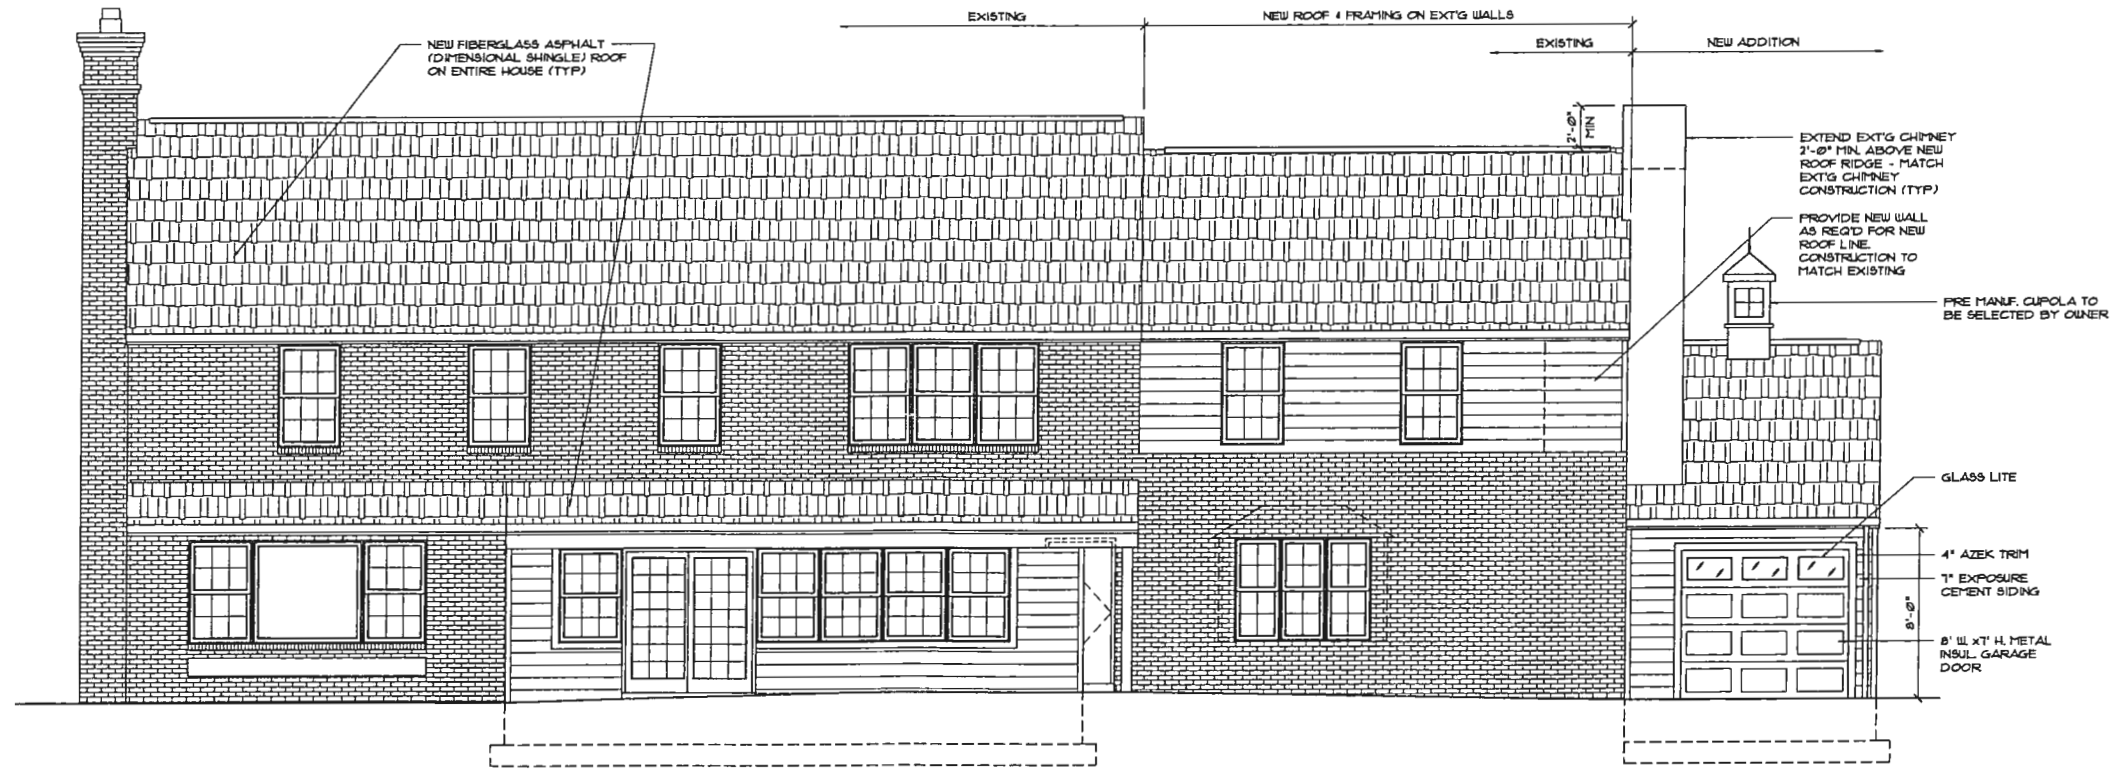 EXISTING
NEW ROOF & FRAMING ON EXT'G WALLS
EXISTING
NEW ADDITION
NEW FIBERGLASS ASPHALT
(DIMENSIONAL SHINGLE) ROOF
ON ENTIRE HOUSE (TYP)
2'-0"
MIN
EXTEND EXT'G CHIMNEY
2'-0" MIN. ABOVE NEW
ROOF RIDGE - MATCH
EXT'G CHIMNEY
CONSTRUCTION (TYP)
PROVIDE NEW WALL
AS REQ'D FOR NEW
ROOF LINE.
CONSTRUCTION TO
MATCH EXISTING
PRE MANUF. CUPOLA TO
BE SELECTED BY OWNER
GLASS LITE
4" AZEK TRIM
7" EXPOSURE
CEMENT SIDING
8'-0"
8' W. x7' H. METAL
INSUL. GARAGE
DOOR